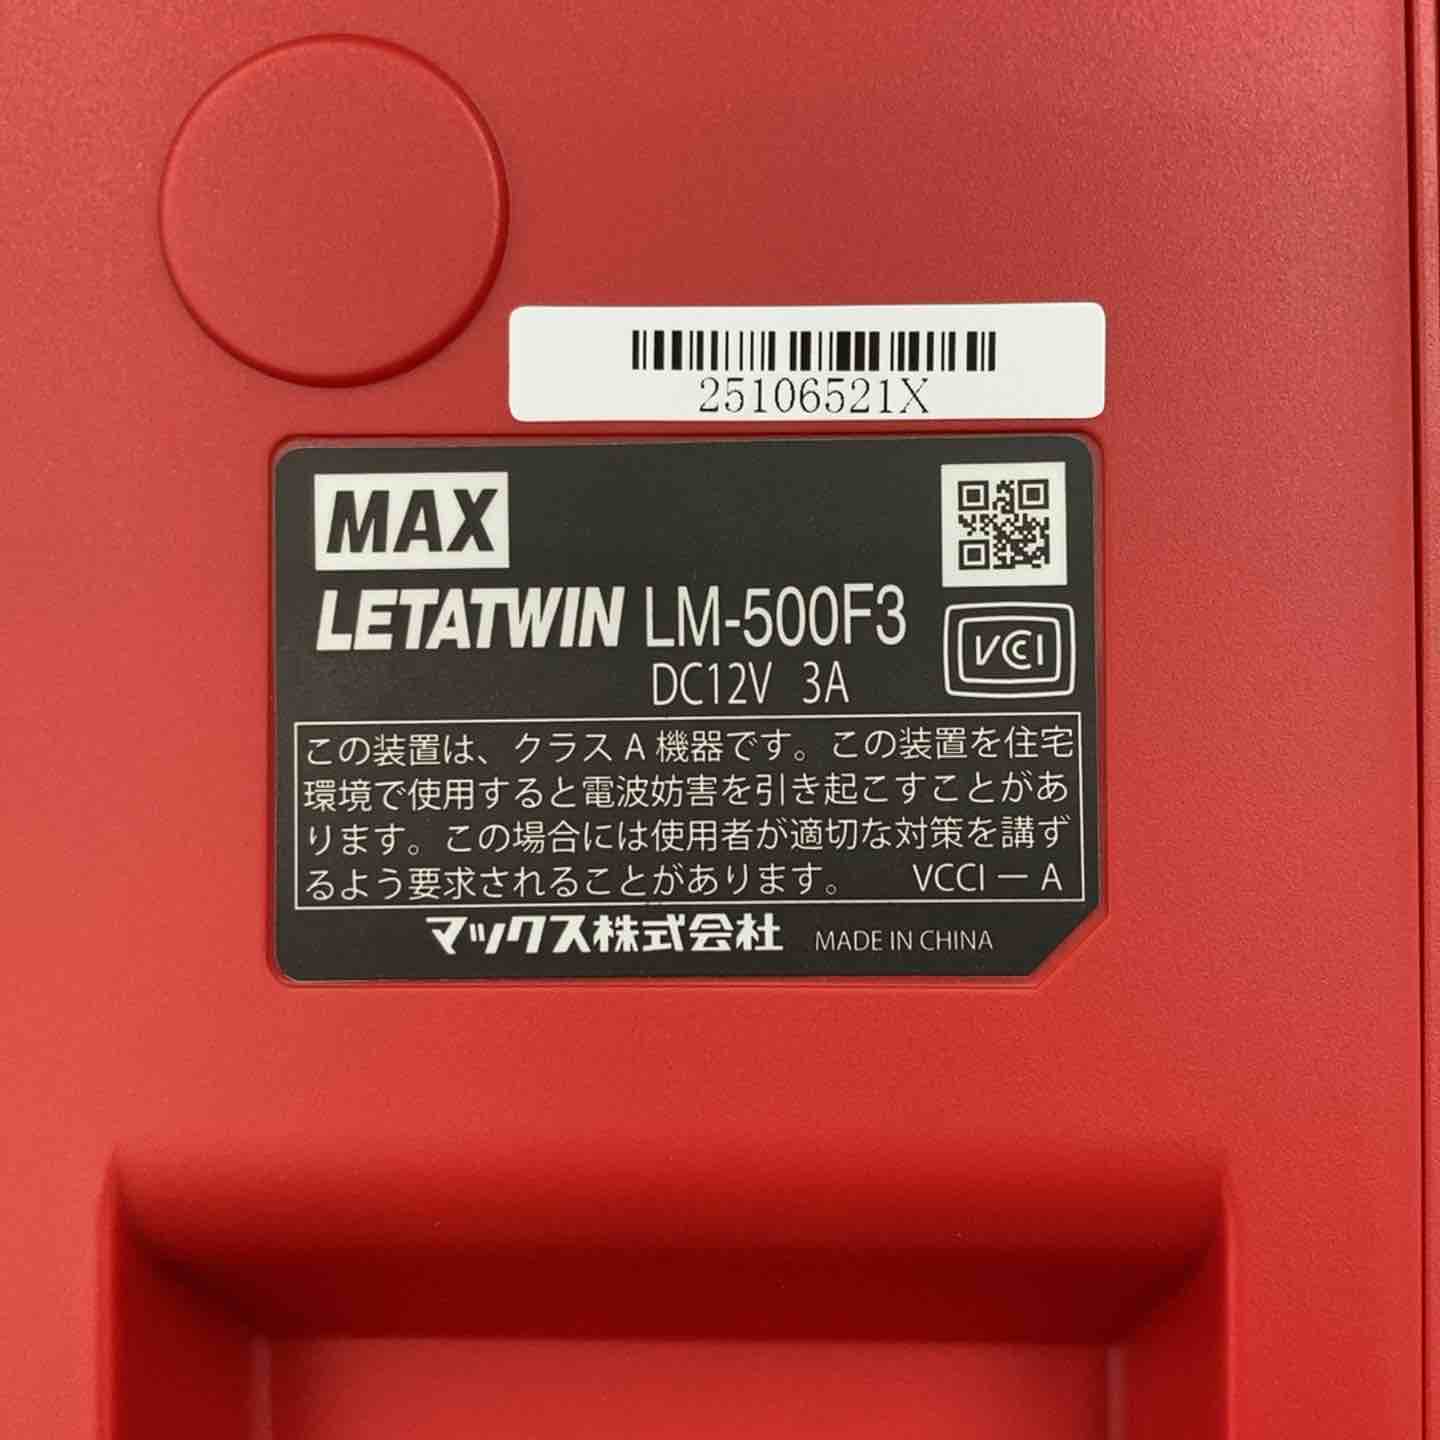 25106521X
MAX
LETATWIN LM-500F3
DC12V 3A
VCCI
この装置は、クラス A 機器です。この装置を住宅
環境で使用すると電波妨害を引き起こすことがあ
ります。この場合には使用者が適切な対策を講ず
るよう要求されることがあります。 VCCI － A
マックス株式会社 MADE IN CHINA